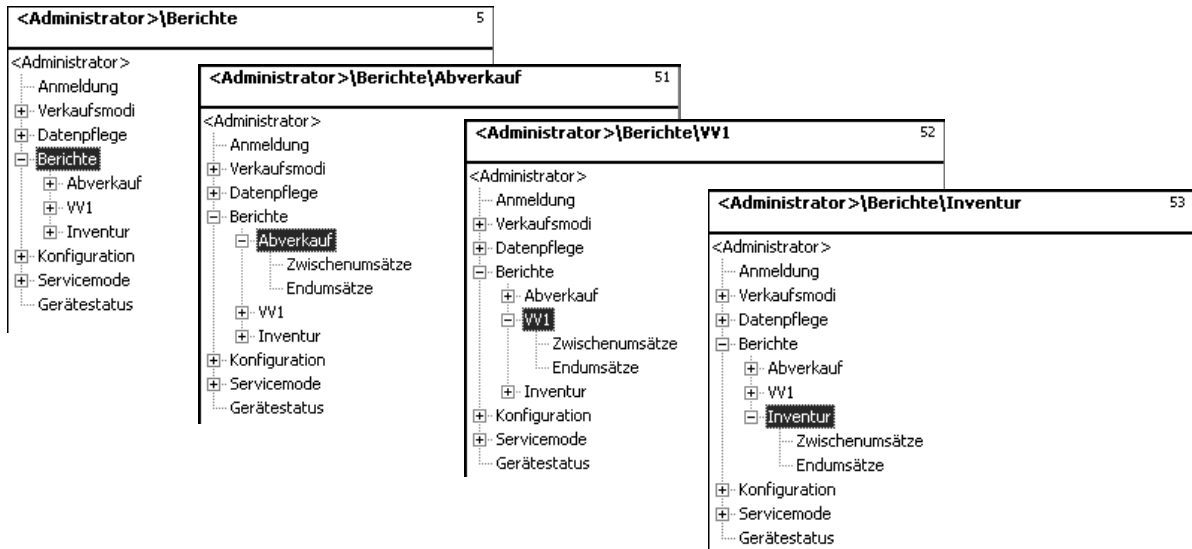 <Administrator>\Berichte 5
<Administrator>
Anmeldung
Verkaufsmodi
Datenpflege
Berichte
Abverkauf
VV1
Inventur
Konfiguration
Servicemode
Gerätestatus
<Administrator>\Berichte\Abverkauf 51
<Administrator>
Anmeldung
Verkaufsmodi
Datenpflege
Berichte
Abverkauf
Zwischenumsätze
Endumsätze
VV1
Inventur
Konfiguration
Servicemode
Gerätestatus
<Administrator>\Berichte\VV1 52
<Administrator>
Anmeldung
Verkaufsmodi
Datenpflege
Berichte
Abverkauf
VV1
Zwischenumsätze
Endumsätze
Inventur
Konfiguration
Servicemode
Gerätestatus
<Administrator>\Berichte\Inventur 53
<Administrator>
Anmeldung
Verkaufsmodi
Datenpflege
Berichte
Abverkauf
VV1
Inventur
Zwischenumsätze
Endumsätze
Konfiguration
Servicemode
Gerätestatus